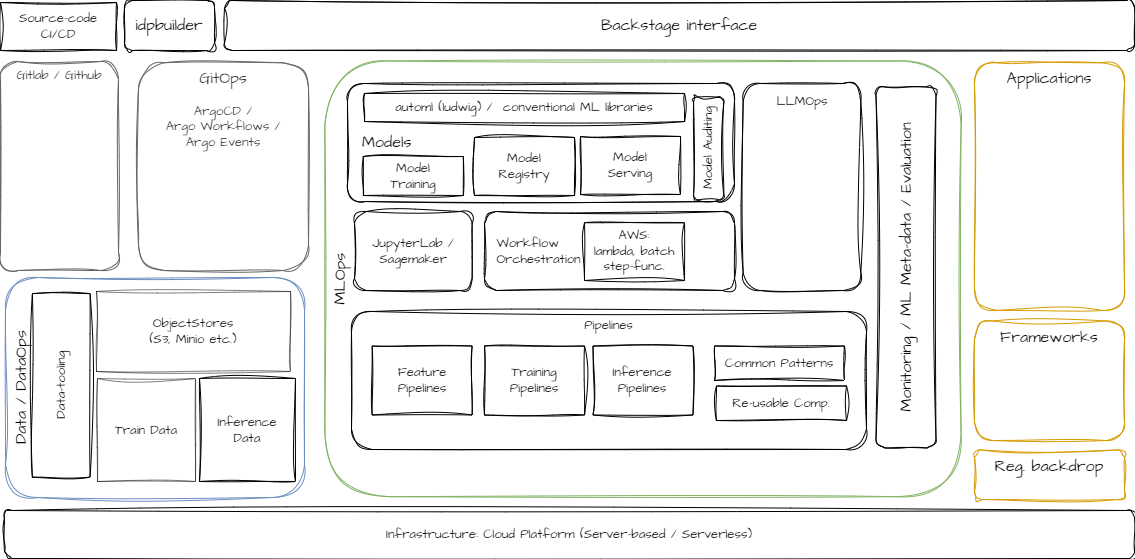 Source-code
CI/CD
idpbuilder
Backstage interface
Gitlab / Github
GitOps
ArgoCD /
Argo Workflows /
Argo Events
Data / DataOps
Data-tooling
ObjectStores
(S3, Minio etc.)
Train Data
Inference
Data
MLOps
automl (ludwig) / conventional ML libraries
Models
Model
Training
Model
Registry
Model
Serving
Model Auditing
LLMOps
JupyterLab /
Sagemaker
Workflow
Orchestration
AWS:
lambda, batch
step-func.
Pipelines
Feature
Pipelines
Training
Pipelines
Inference
Pipelines
Common Patterns
Re-usable Comp.
Monitoring / ML Meta-data / Evaluation
Applications
Frameworks
Reg. backdrop
Infrastructure: Cloud Platform (Server-based / Serverless)